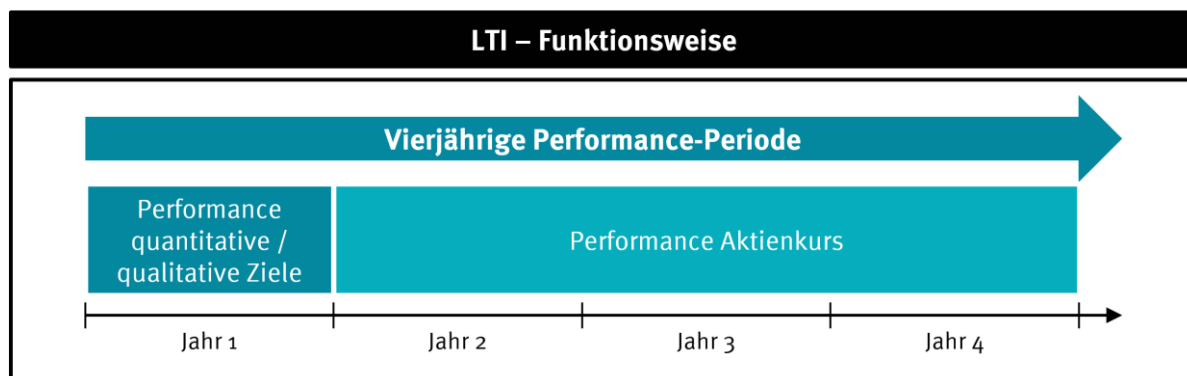 LTI – Funktionsweise
Vierjährige Performance-Periode
Performance
quantitative /
qualitative Ziele
Performance Aktienkurs
Jahr 1
Jahr 2
Jahr 3
Jahr 4